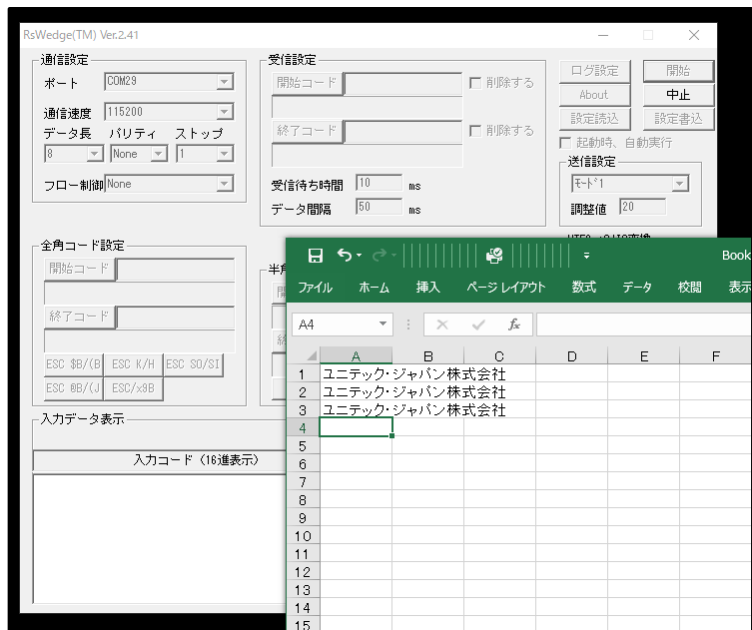 RsWedge(TM) Ver.2.41
通信設定
ポート COM29
通信速度 115200
データ長 パリティ ストップ
8 None 1
フロー制御 None
受信設定
開始コード 削除する
終了コード 削除する
受信待ち時間 10 ms
データ間隔 50 ms
ログ設定 開始
About 中止
設定読込 設定書込
起動時、自動実行
送信設定
ﾓｰﾄﾞ1
調整値 20
全角コード設定
開始コード
終了コード
ESC $B/(B ESC K/H ESC SO/SI
ESC @B/(J ESC/x9B
入力データ表示
入力コード（16進表示）
Book
ファイル ホーム 挿入 ページ レイアウト 数式 データ 校閲 表示
A4 fx
A B C D E F
1 ユニテック・ジャパン株式会社
2 ユニテック・ジャパン株式会社
3 ユニテック・ジャパン株式会社
4
5
6
7
8
9
10
11
12
13
14
15